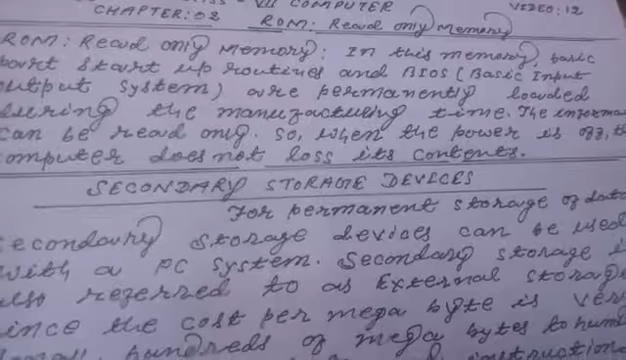 VII COMPUTER
CHAPTER:02 VIDEO:12
ROM: Read only Memory
ROM: Read only Memory: In this memory, basic
start up routines and BIOS (Basic Input
output System) are permanently loaded
during the manufacturing time. The
can be read only. So, when the power is off,
computer does not loss its contents.
SECONDARY STORAGE DEVICES
For permanent storage of data
secondary storage devices can be used
with a PC system. Secondary storage
also referred to as External storage
since the cost per mega byte is very
hundreds of mega bytes to